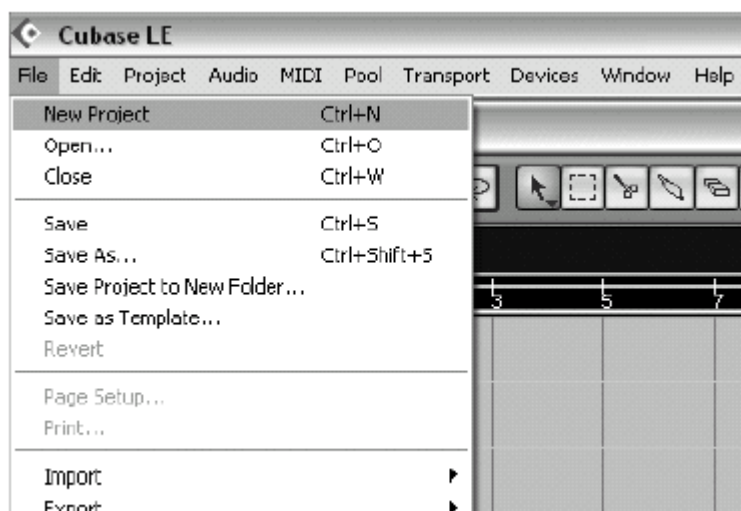 Cubase LE
File Edit Project Audio MIDI Pool Transport Devices Window Help
New Project Ctrl+N
Open... Ctrl+O
Close Ctrl+W
Save Ctrl+S
Save As... Ctrl+Shift+S
Save Project to New Folder...
Save as Template...
Revert
Page Setup...
Print...
Import
Export
3 5 7